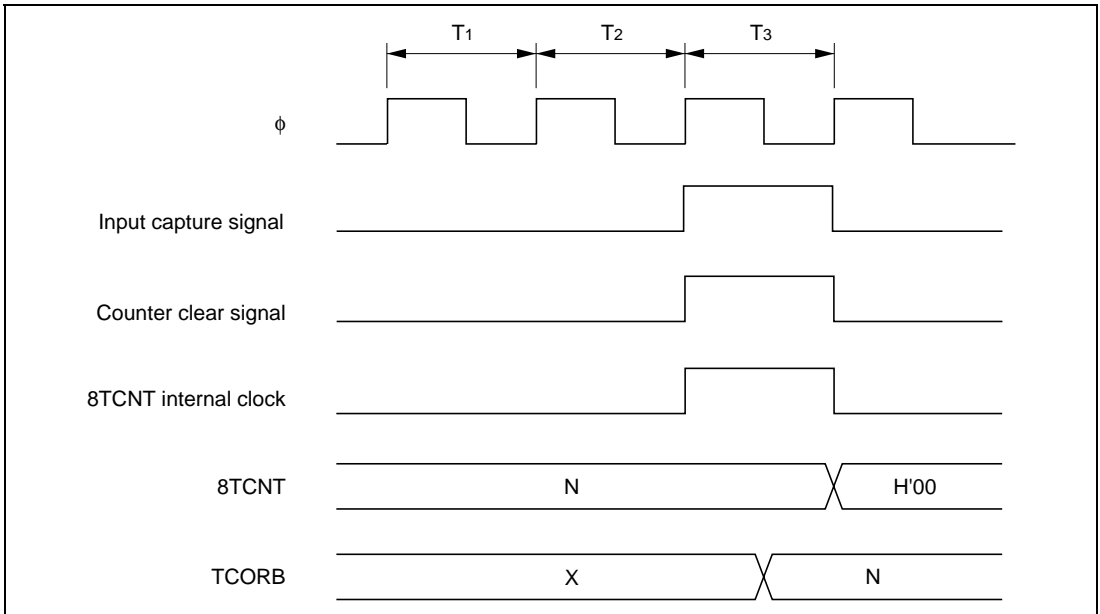 T1 T2 T3
φ
Input capture signal
Counter clear signal
8TCNT internal clock
8TCNT N H'00
TCORB X N